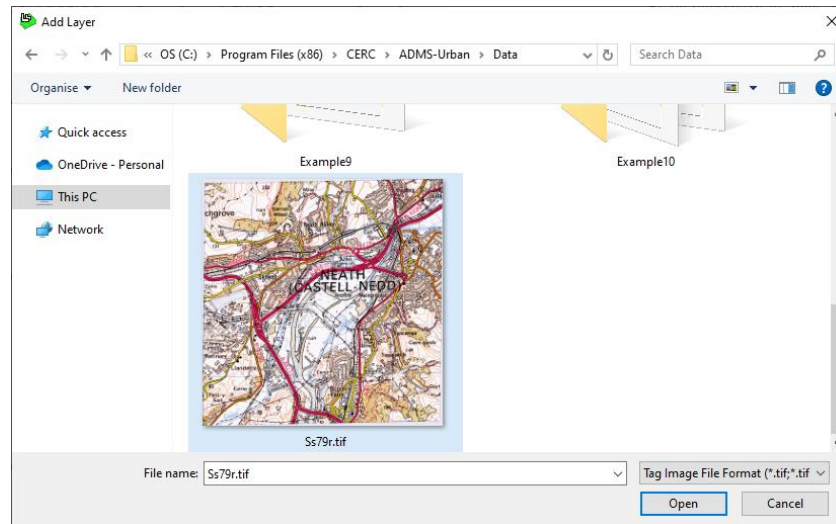 Add Layer
« OS (C:) > Program Files (x86) > CERC > ADMS-Urban > Data
Search Data
Organise
New folder
Quick access
OneDrive - Personal
This PC
Network
Example9
Example10
chgrove
NEATH
(CASTELL-NEDD)
Ss79r.tif
File name: Ss79r.tif
Tag Image File Format (*.tif;*.tif
Open
Cancel